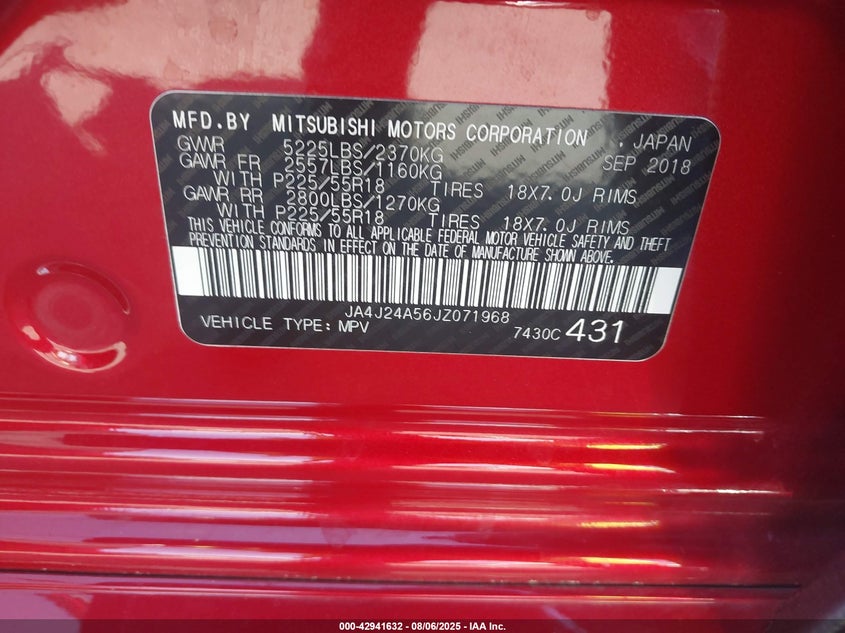 MFD.BY MITSUBISHI MOTORS CORPORATION , JAPAN
GVWR 5225LBS/2370KG SEP 2018
GAWR FR 2557LBS/1160KG
WITH P225/55R18 TIRES 18X7.0J RIMS
GAWR RR 2800LBS/1270KG
WITH P225/55R18 TIRES 18X7.0J RIMS
THIS VEHICLE CONFORMS TO ALL APPLICABLE FEDERAL MOTOR VEHICLE SAFETY AND THEFT
PREVENTION STANDARDS IN EFFECT ON THE DATE OF MANUFACTURE SHOWN ABOVE.
JA4J24A56JZ071968
VEHICLE TYPE: MPV 7430C 431
000-42941632 - 08/06/2025 - IAA Inc.